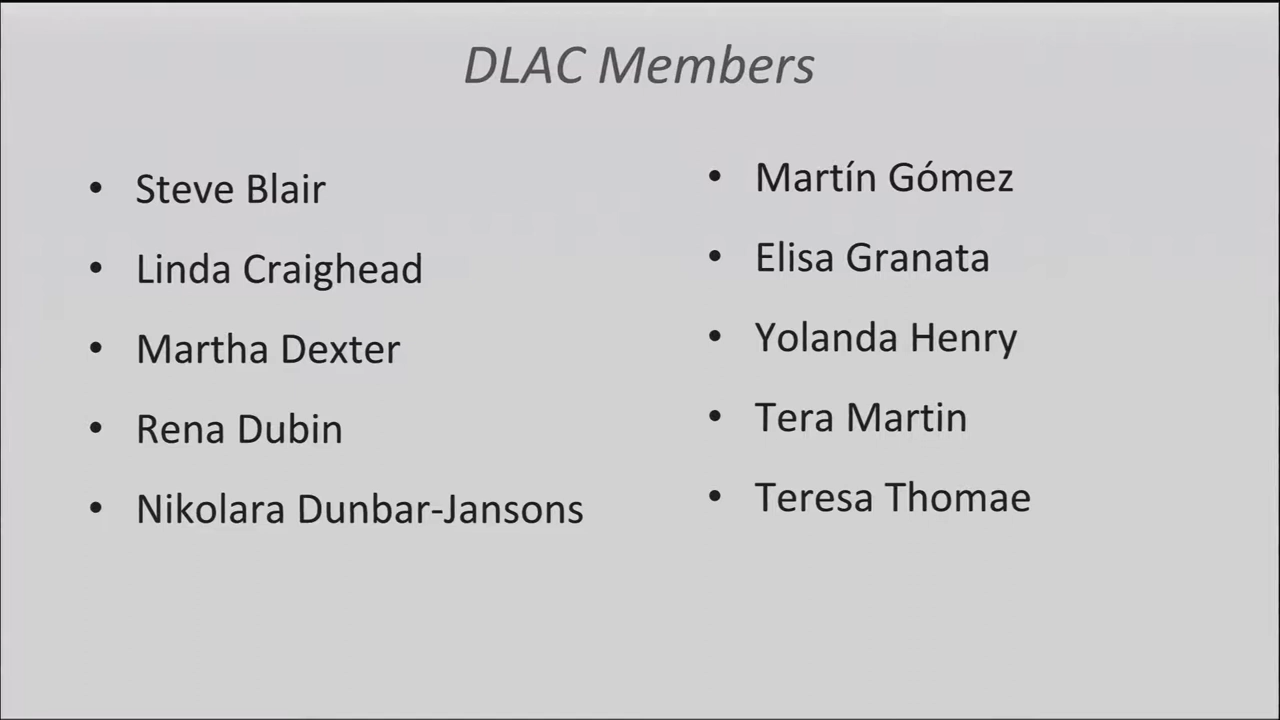 DLAC Members
• Steve Blair
• Linda Craighead
• Martha Dexter
• Rena Dubin
• Nikolara Dunbar-Jansons
• Martín Gómez
• Elisa Granata
• Yolanda Henry
• Tera Martin
• Teresa Thomae